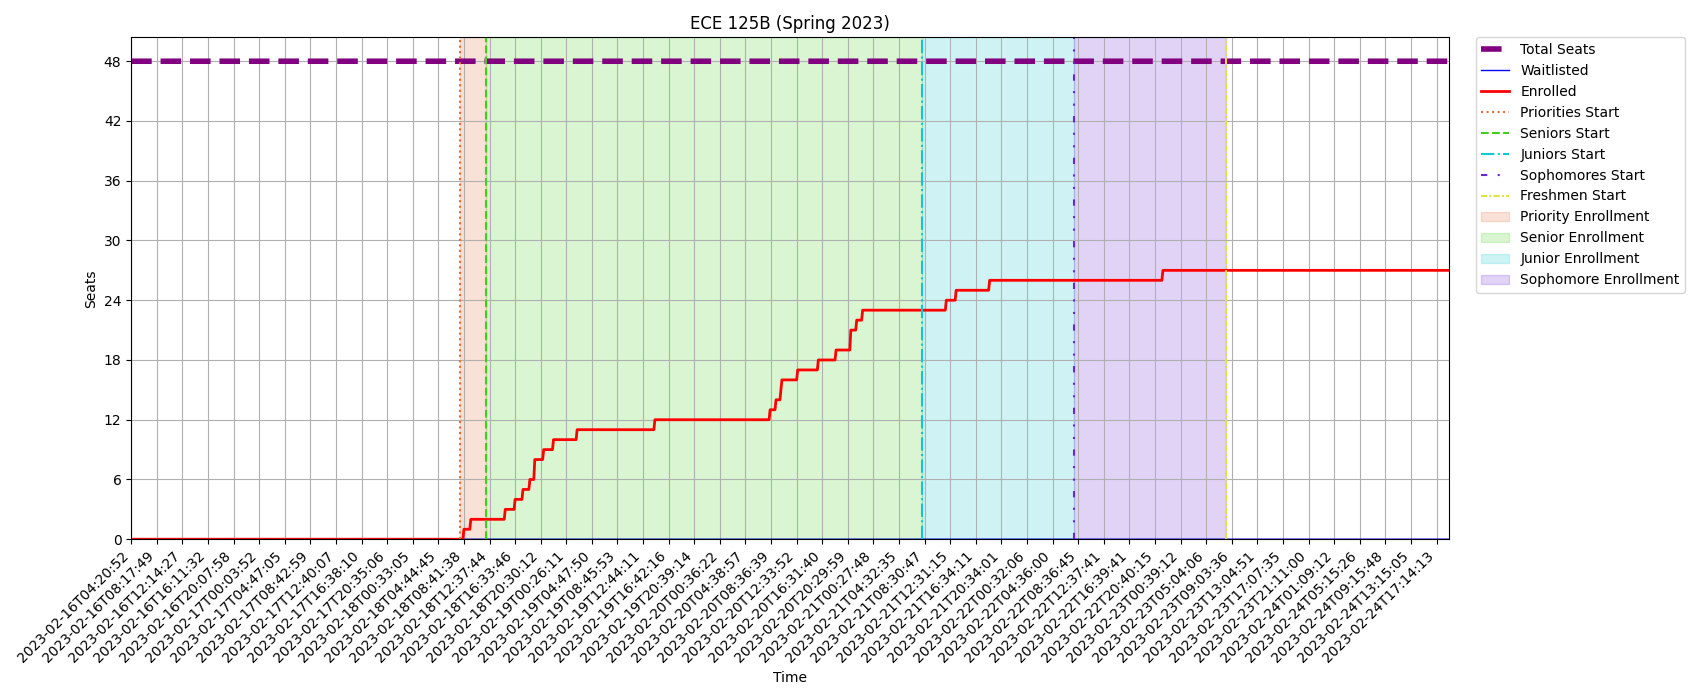 ECE 125B (Spring 2023)
Total Seats
Waitlisted
Enrolled
Priorities Start
Seniors Start
Juniors Start
Sophomores Start
Freshmen Start
Priority Enrollment
Senior Enrollment
Junior Enrollment
Sophomore Enrollment
Seats
48
42
36
30
24
18
12
6
0
2023-02-16T04:20:52
2023-02-16T08:17:49
2023-02-16T12:14:27
2023-02-16T16:11:32
2023-02-16T20:07:58
2023-02-17T00:03:52
2023-02-17T04:47:05
2023-02-17T08:42:59
2023-02-17T12:40:07
2023-02-17T16:38:10
2023-02-17T20:35:06
2023-02-18T00:33:05
2023-02-18T04:44:45
2023-02-18T08:41:38
2023-02-18T12:37:44
2023-02-18T16:33:46
2023-02-18T20:30:12
2023-02-19T00:26:11
2023-02-19T04:47:50
2023-02-19T08:45:53
2023-02-19T12:44:11
2023-02-19T16:42:16
2023-02-19T20:39:14
2023-02-20T00:36:22
2023-02-20T04:38:57
2023-02-20T08:36:39
2023-02-20T12:33:52
2023-02-20T16:31:40
2023-02-20T20:29:59
2023-02-21T00:27:48
2023-02-21T04:32:35
2023-02-21T08:30:47
2023-02-21T12:31:15
2023-02-21T16:34:11
2023-02-21T20:34:01
2023-02-22T00:32:06
2023-02-22T04:36:00
2023-02-22T08:36:45
2023-02-22T12:37:41
2023-02-22T16:39:41
2023-02-22T20:40:15
2023-02-23T00:39:12
2023-02-23T05:04:06
2023-02-23T09:03:36
2023-02-23T13:04:51
2023-02-23T17:07:35
2023-02-23T21:11:00
2023-02-24T01:09:12
2023-02-24T05:15:26
2023-02-24T09:15:48
2023-02-24T13:15:05
2023-02-24T17:14:13
Time